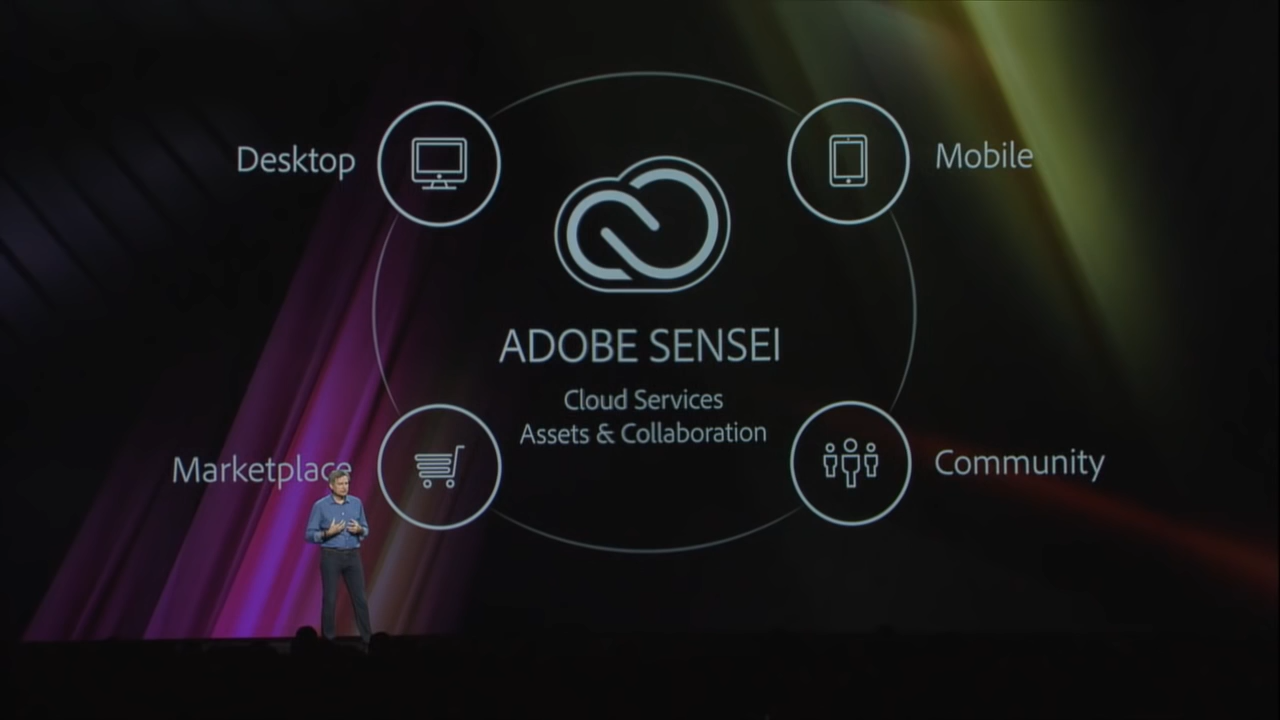 Desktop
Mobile
ADOBE SENSEI
Cloud Services
Assets & Collaboration
Marketplace
Community